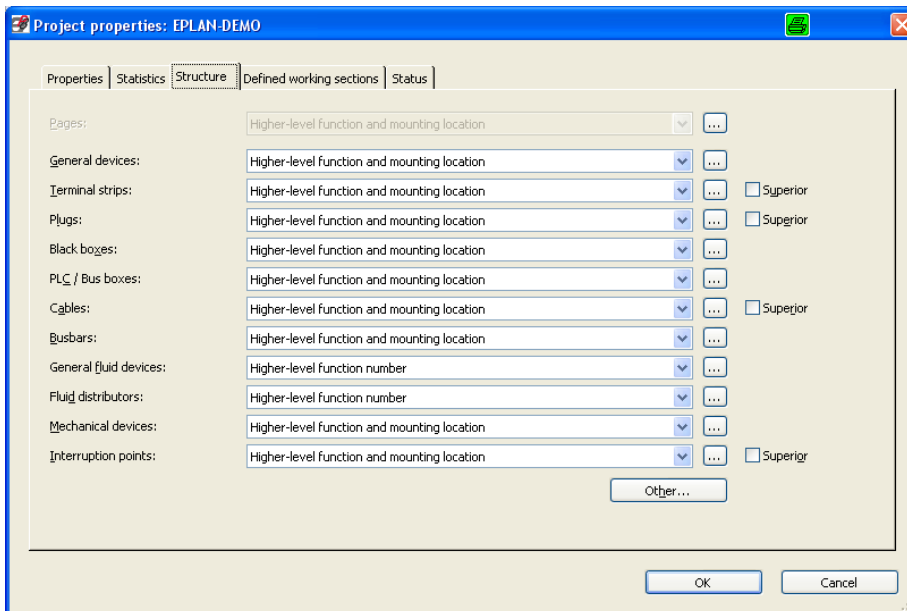 Project properties: EPLAN-DEMO
Properties Statistics Structure Defined working sections Status
Pages: Higher-level function and mounting location ...
General devices: Higher-level function and mounting location ...
Terminal strips: Higher-level function and mounting location ... Superior
Plugs: Higher-level function and mounting location ... Superior
Black boxes: Higher-level function and mounting location ...
PLC / Bus boxes: Higher-level function and mounting location ...
Cables: Higher-level function and mounting location ... Superior
Busbars: Higher-level function and mounting location ...
General fluid devices: Higher-level function number ...
Fluid distributors: Higher-level function number ...
Mechanical devices: Higher-level function and mounting location ...
Interruption points: Higher-level function and mounting location ... Superior
Other...
OK Cancel